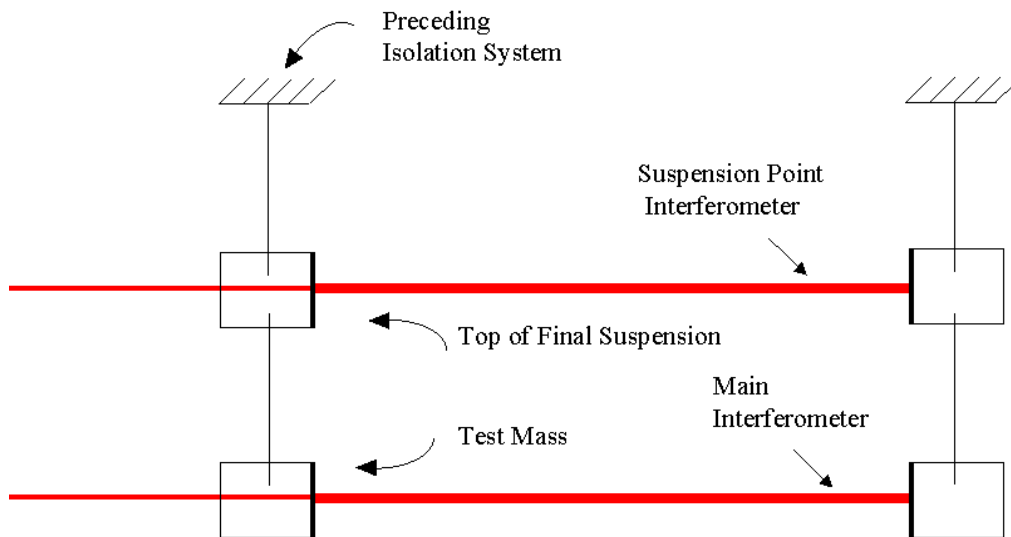 Preceding
Isolation System
Suspension Point
Interferometer
Top of Final Suspension
Main
Interferometer
Test Mass